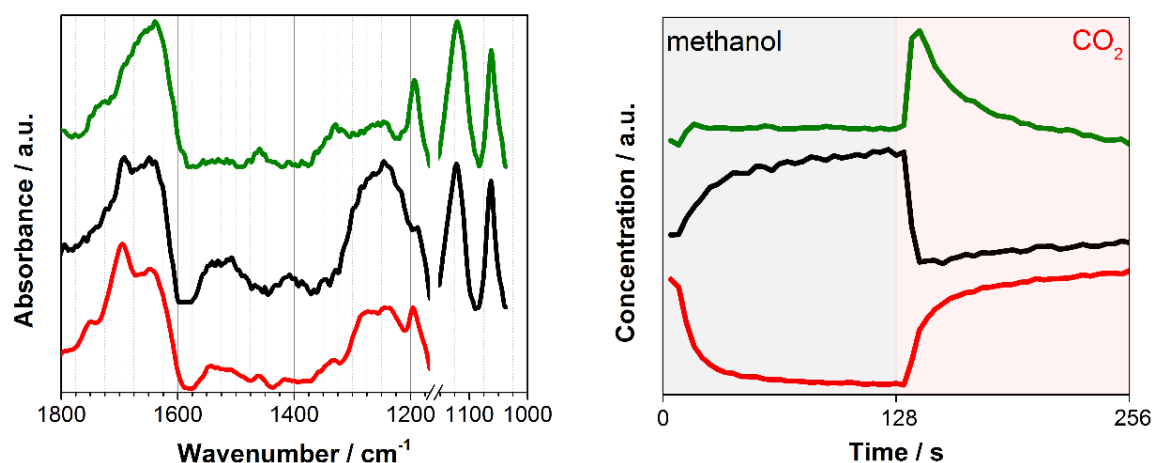 Absorbance / a.u.
1800 1600 1400 1200 1100 1000
Wavenumber / cm⁻¹
methanol
CO₂
Concentration / a.u.
0 128 256
Time / s